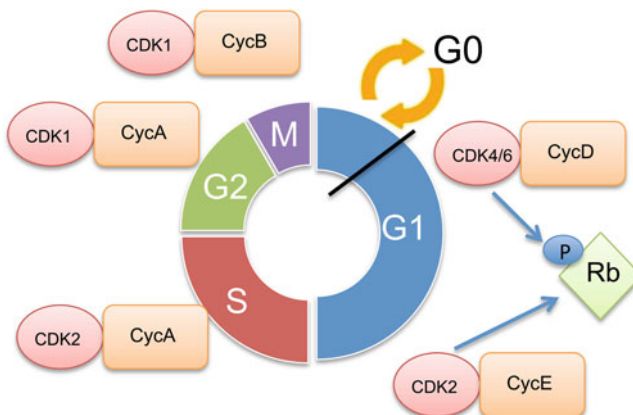 CDK1 CycB
G0
CDK1 CycA
M
G2
G1
S
CDK4/6 CycD
P
Rb
CDK2 CycA
CDK2 CycE